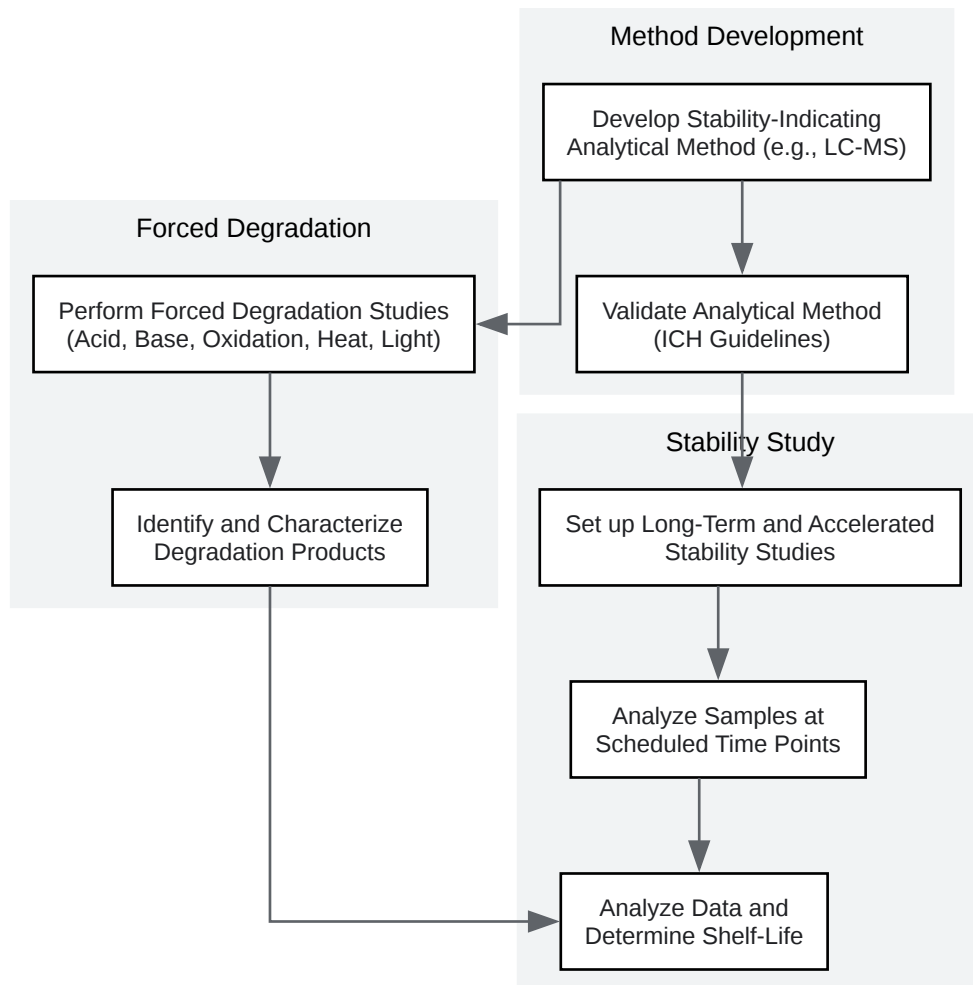 Method Development
Develop Stability-Indicating
Analytical Method (e.g., LC-MS)
Forced Degradation
Perform Forced Degradation Studies
(Acid, Base, Oxidation, Heat, Light)
Validate Analytical Method
(ICH Guidelines)
Stability Study
Identify and Characterize
Degradation Products
Set up Long-Term and Accelerated
Stability Studies
Analyze Samples at
Scheduled Time Points
Analyze Data and
Determine Shelf-Life